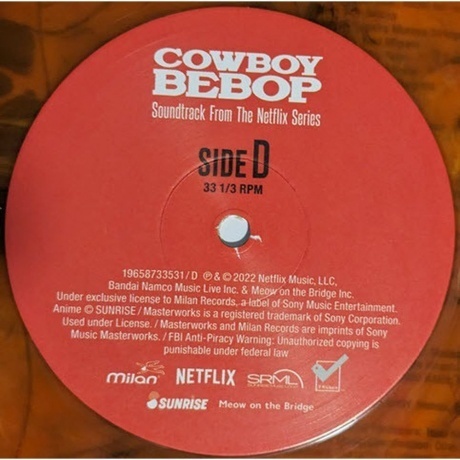 COWBOY
BEBOP
Soundtrack From The Netflix Series
SIDE D
33 1/3 RPM
19658733531/D ℗ & © 2022 Netflix Music, LLC,
Bandai Namco Music Live Inc. & Meow on the Bridge Inc.
Under exclusive license to Milan Records, a label of Sony Music Entertainment.
Anime © SUNRISE / Masterworks is a registered trademark of Sony Corporation.
Used under License. / Masterworks and Milan Records are imprints of Sony
Music Masterworks. / FBI Anti-Piracy Warning: Unauthorized copying is
punishable under federal law
milan NETFLIX SRML
SUNRISE Meow on the Bridge